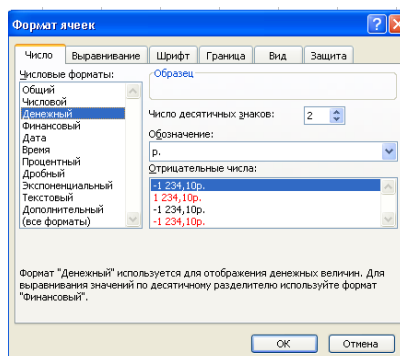 Формат ячеек
Число Выравнивание Шрифт Граница Вид Защита
Числовые форматы:
Общий
Числовой
Денежный
Финансовый
Дата
Время
Процентный
Дробный
Экспоненциальный
Текстовый
Дополнительный
(все форматы)
Образец
Число десятичных знаков: 2
Обозначение:
р.
Отрицательные числа:
-1 234,10р.
1 234,10р.
-1 234,10р.
-1 234,10р.
Формат "Денежный" используется для отображения денежных величин. Для
выравнивания значений по десятичному разделителю используйте формат
"Финансовый".
ОК Отмена